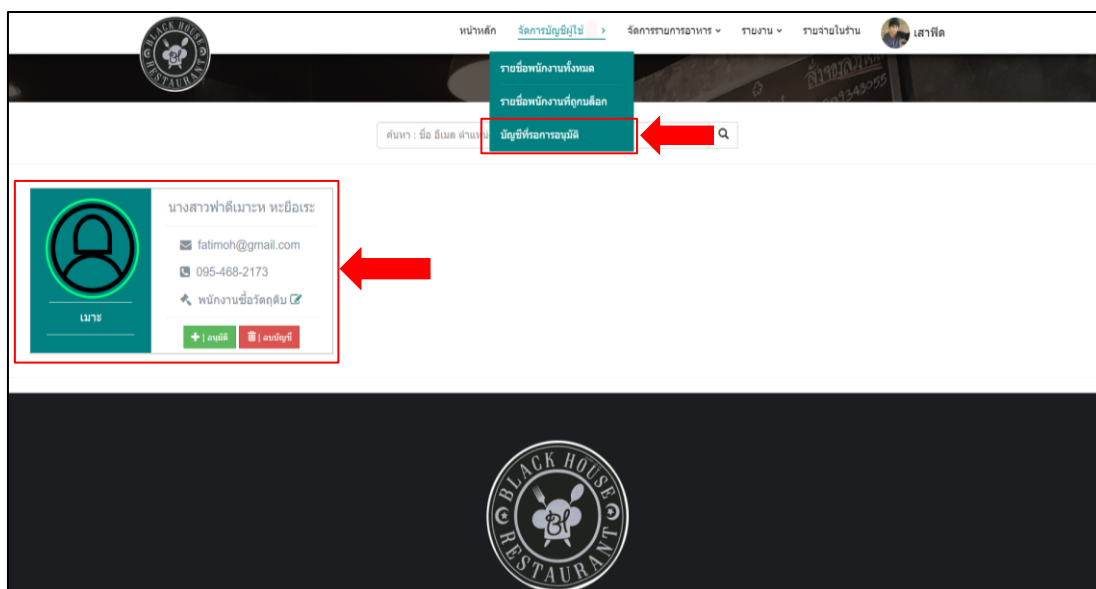 BLACK HOUSE
RESTAURANT
หน้าหลัก จัดการบัญชีผู้ใช้ จัดการรายการอาหาร รายงาน รายจ่ายในร้าน เสาฟีด
รายชื่อพนักงานทั้งหมด
รายชื่อพนักงานที่ถูกบล็อก
บัญชีที่รอการอนุมัติ
ค้นหา : ชื่อ อีเมล
นางสาวฟาตีเมาะห หะยีอเระ
fatimoh@gmail.com
095-468-2173
พนักงานซื้อวัตถุดิบ
เมาะ
+ | อนุมัติ | ลบบัญชี
BLACK HOUSE
BH
RESTAURANT